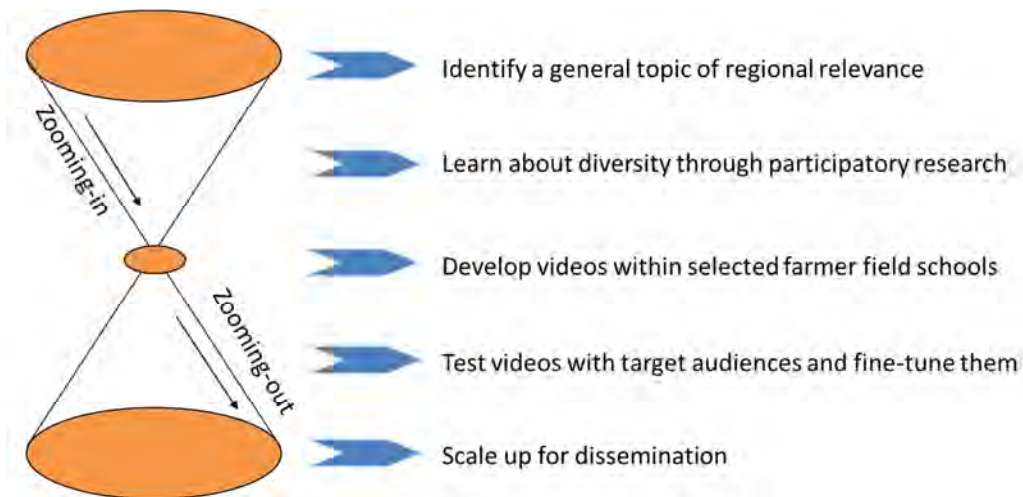 Identify a general topic of regional relevance
Zooming-in
Learn about diversity through participatory research
Develop videos within selected farmer field schools
Zooming-out
Test videos with target audiences and fine-tune them
Scale up for dissemination